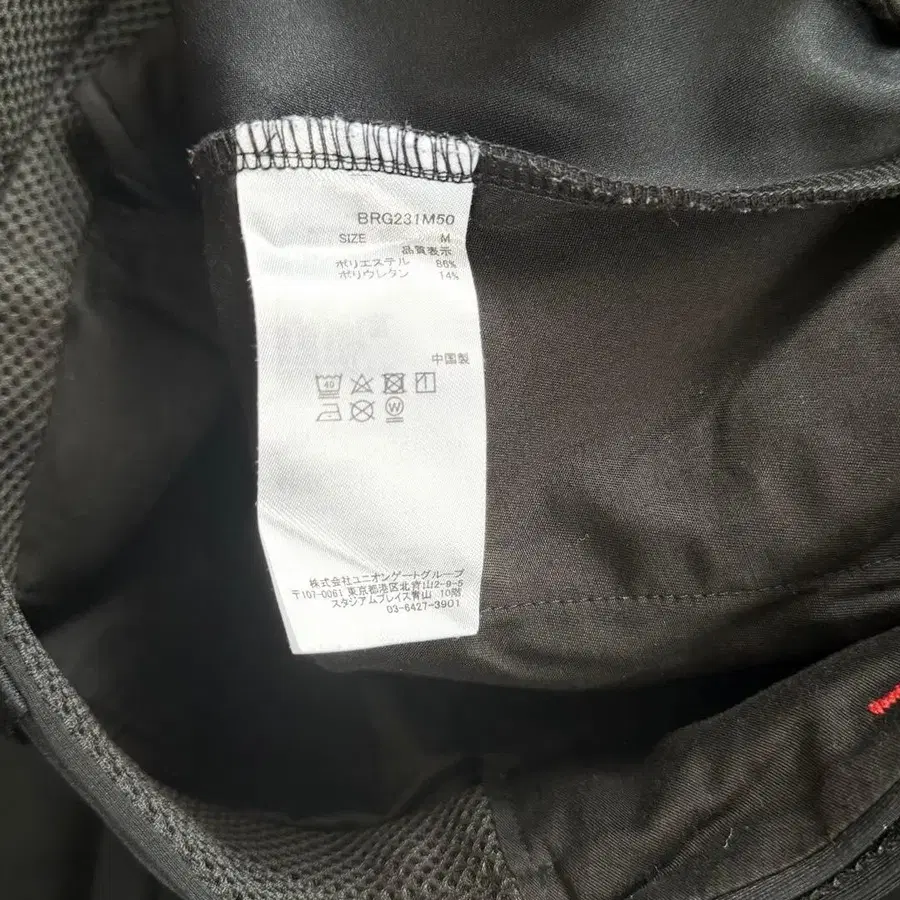 BRG231M50
SIZE M
品質表示
ポリエステル 86%
ポリウレタン 14%
中国製
40
W
株式会社ユニオンゲートグループ
〒107-0061 東京都港区北青山2-9-5
スタジアムプレイス青山 10階
03-6427-3901